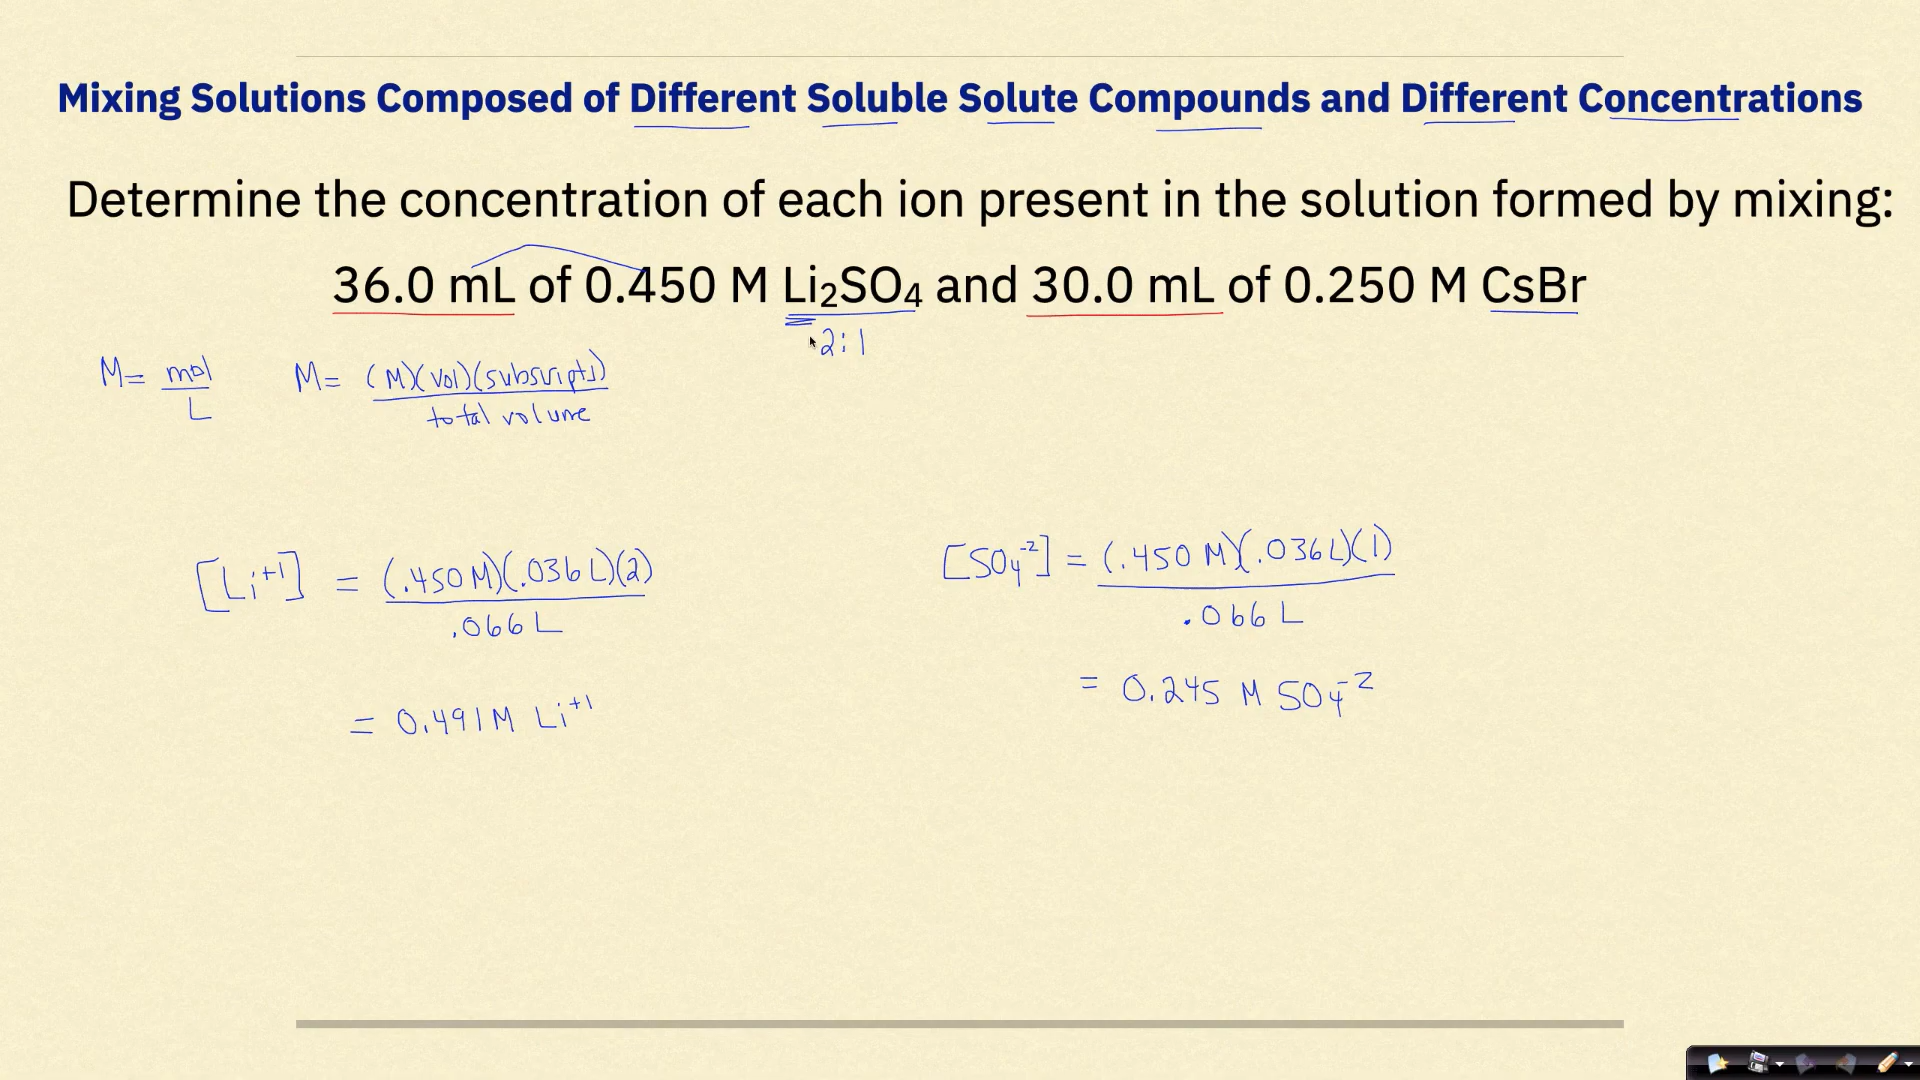 Mixing Solutions Composed of Different Soluble Solute Compounds and Different Concentrations
Determine the concentration of each ion present in the solution formed by mixing:
36.0 mL of 0.450 M Li₂SO₄ and 30.0 mL of 0.250 M CsBr
2:1
M = mol / L
M = (M)(vol)(subscripts) / total volume
[Li⁺¹] = (.450 M)(.036 L)(2) / .066 L
= 0.491 M Li⁺¹
[SO₄⁻²] = (.450 M)(.036 L)(1) / .066 L
= 0.245 M SO₄⁻²